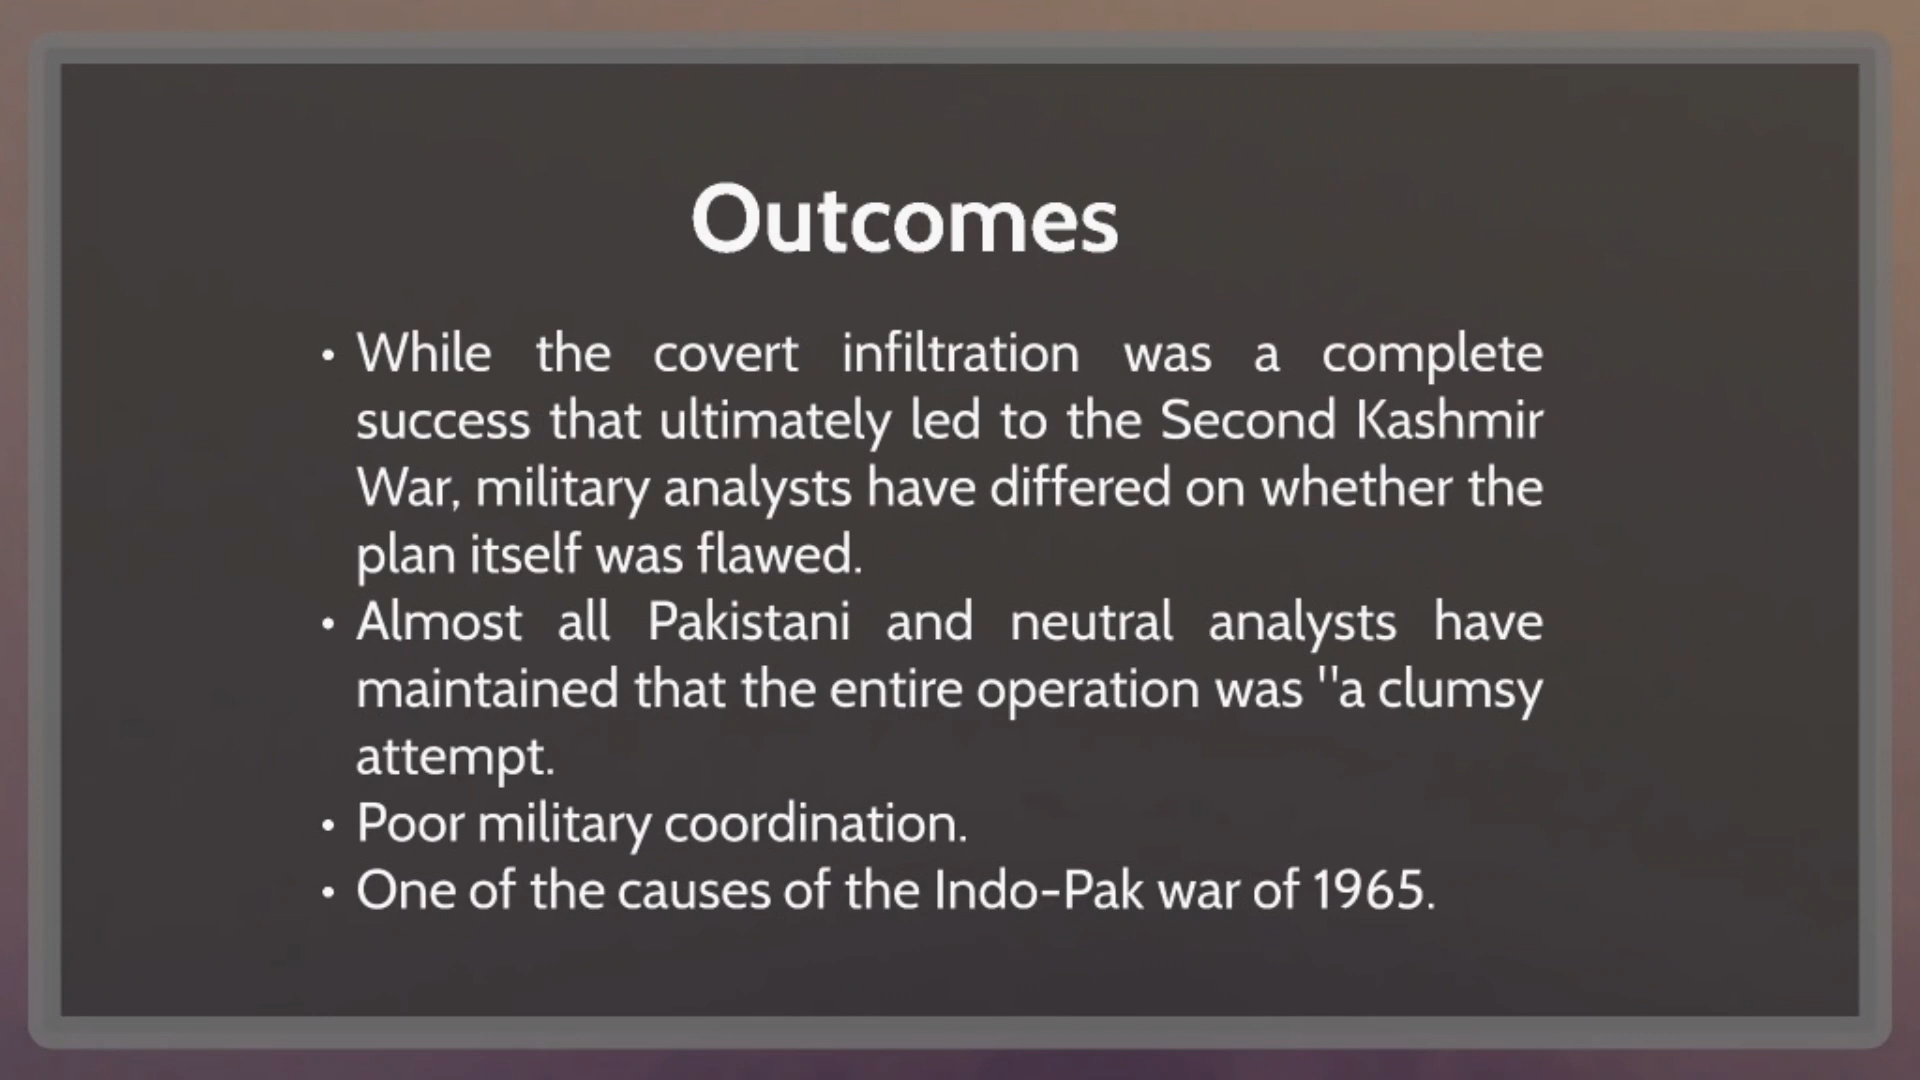 Outcomes
• While the covert infiltration was a complete
success that ultimately led to the Second Kashmir
War, military analysts have differed on whether the
plan itself was flawed.
• Almost all Pakistani and neutral analysts have
maintained that the entire operation was "a clumsy
attempt.
• Poor military coordination.
• One of the causes of the Indo-Pak war of 1965.